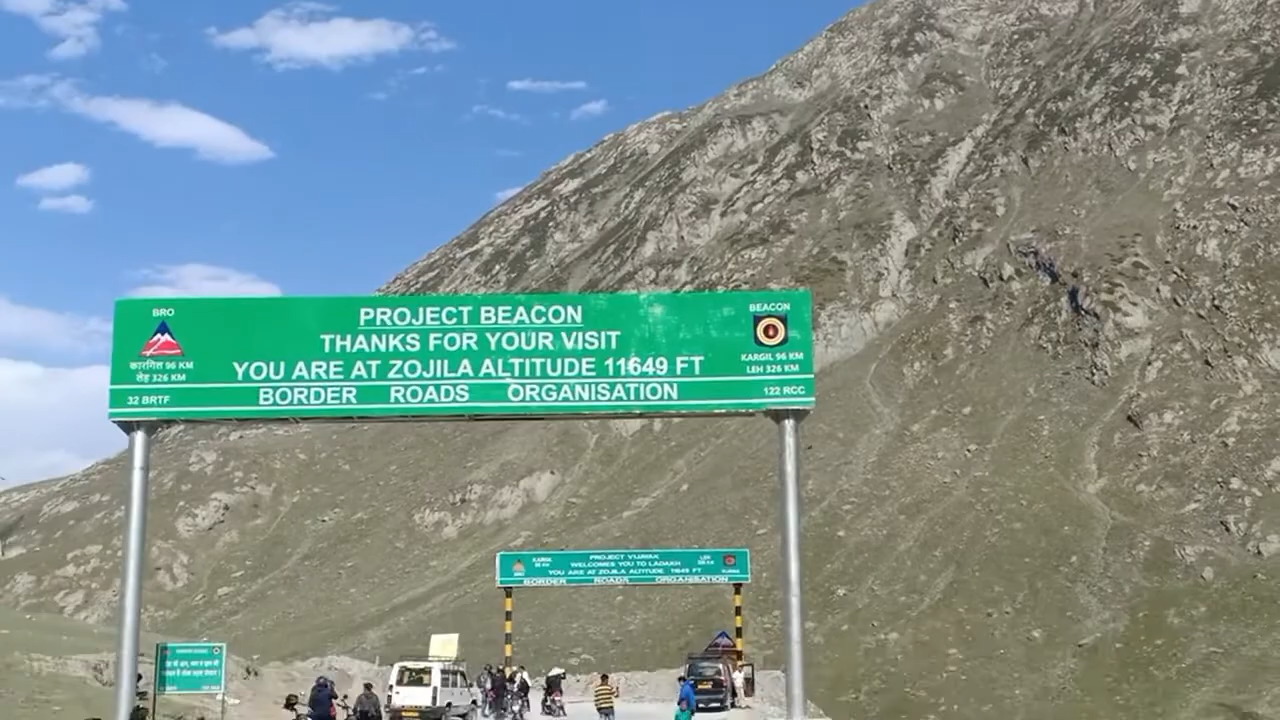 BRO
BEACON
PROJECT BEACON
THANKS FOR YOUR VISIT
YOU ARE AT ZOJILA ALTITUDE 11649 FT
BORDER ROADS ORGANISATION
कारगिल 96 KM
लेह 326 KM
KARGIL 96 KM
LEH 326 KM
32 BRTF
122 RCC
KARGIL
LEH
PROJECT VIJAYAK
WELCOMES YOU TO LADAKH
YOU ARE AT ZOJILA ALTITUDE 11649 FT
BORDER ROADS ORGANISATION